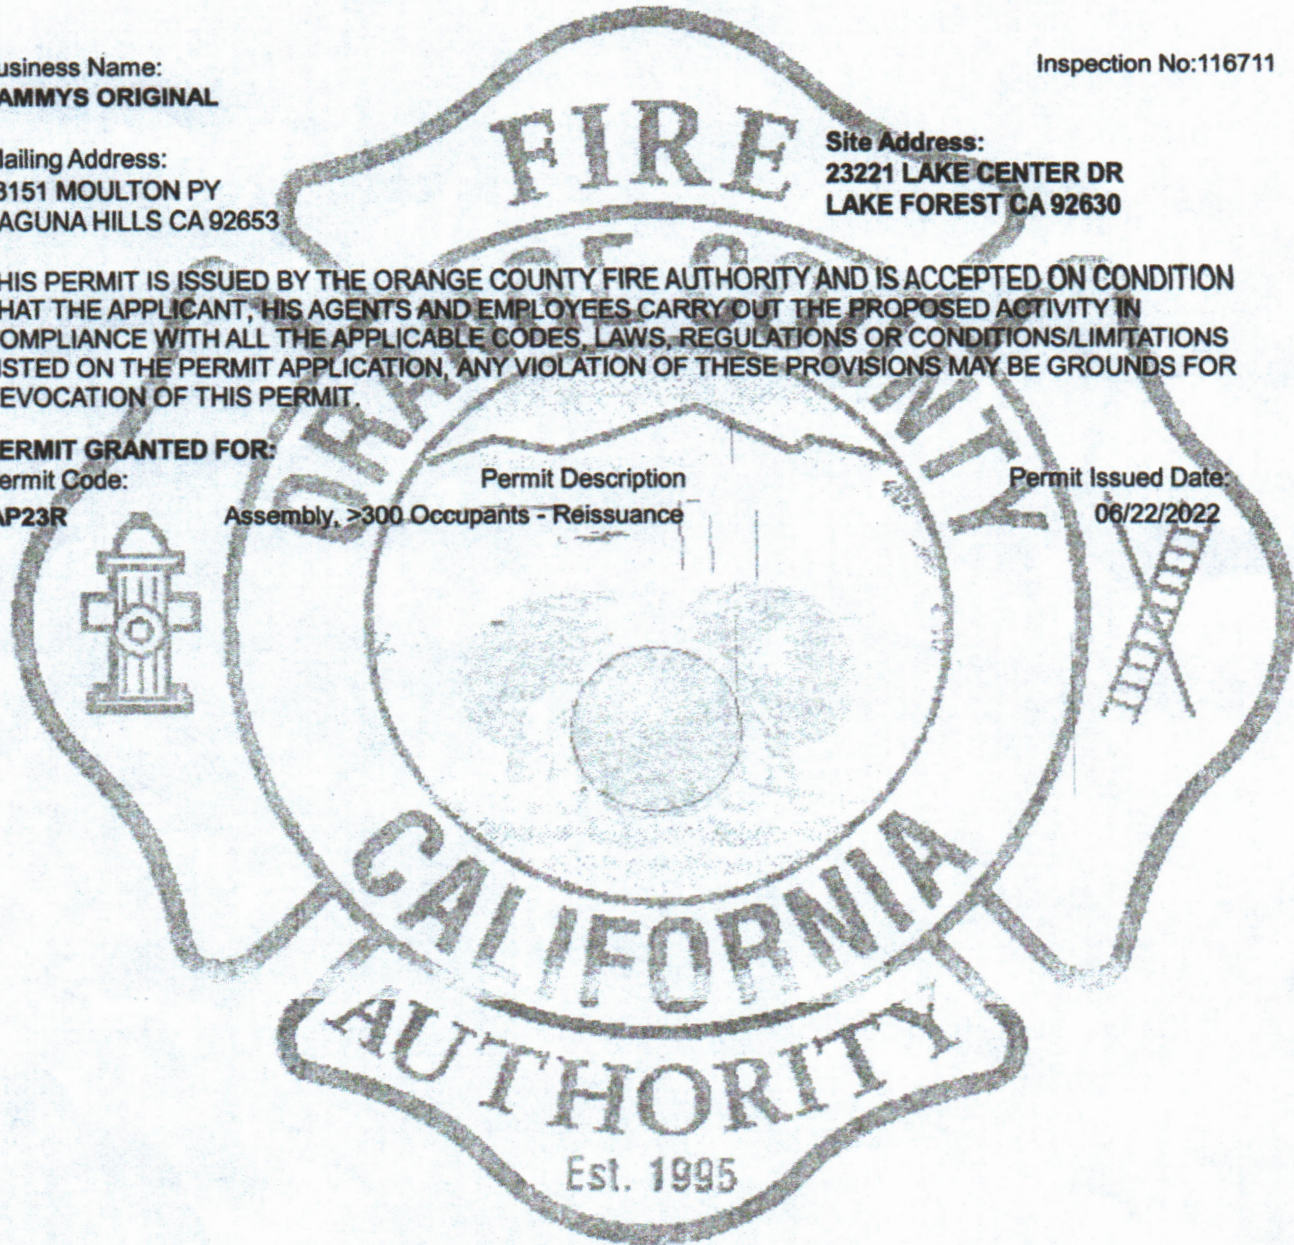 usiness Name:
AMMYS ORIGINAL
Inspection No:116711
ailing Address:
3151 MOULTON PY
AGUNA HILLS CA 92653
Site Address:
23221 LAKE CENTER DR
LAKE FOREST CA 92630
HIS PERMIT IS ISSUED BY THE ORANGE COUNTY FIRE AUTHORITY AND IS ACCEPTED ON CONDITION
HAT THE APPLICANT, HIS AGENTS AND EMPLOYEES CARRY OUT THE PROPOSED ACTIVITY IN
OMPLIANCE WITH ALL THE APPLICABLE CODES, LAWS, REGULATIONS OR CONDITIONS/LIMITATIONS
ISTED ON THE PERMIT APPLICATION, ANY VIOLATION OF THESE PROVISIONS MAY BE GROUNDS FOR
EVOCATION OF THIS PERMIT.
ERMIT GRANTED FOR:
ermit Code:
Permit Description
Permit Issued Date:
AP23R
Assembly, >300 Occupants - Reissuance
06/22/2022
FIRE
ORANGE COUNTY
CALIFORNIA
AUTHORITY
Est. 1995